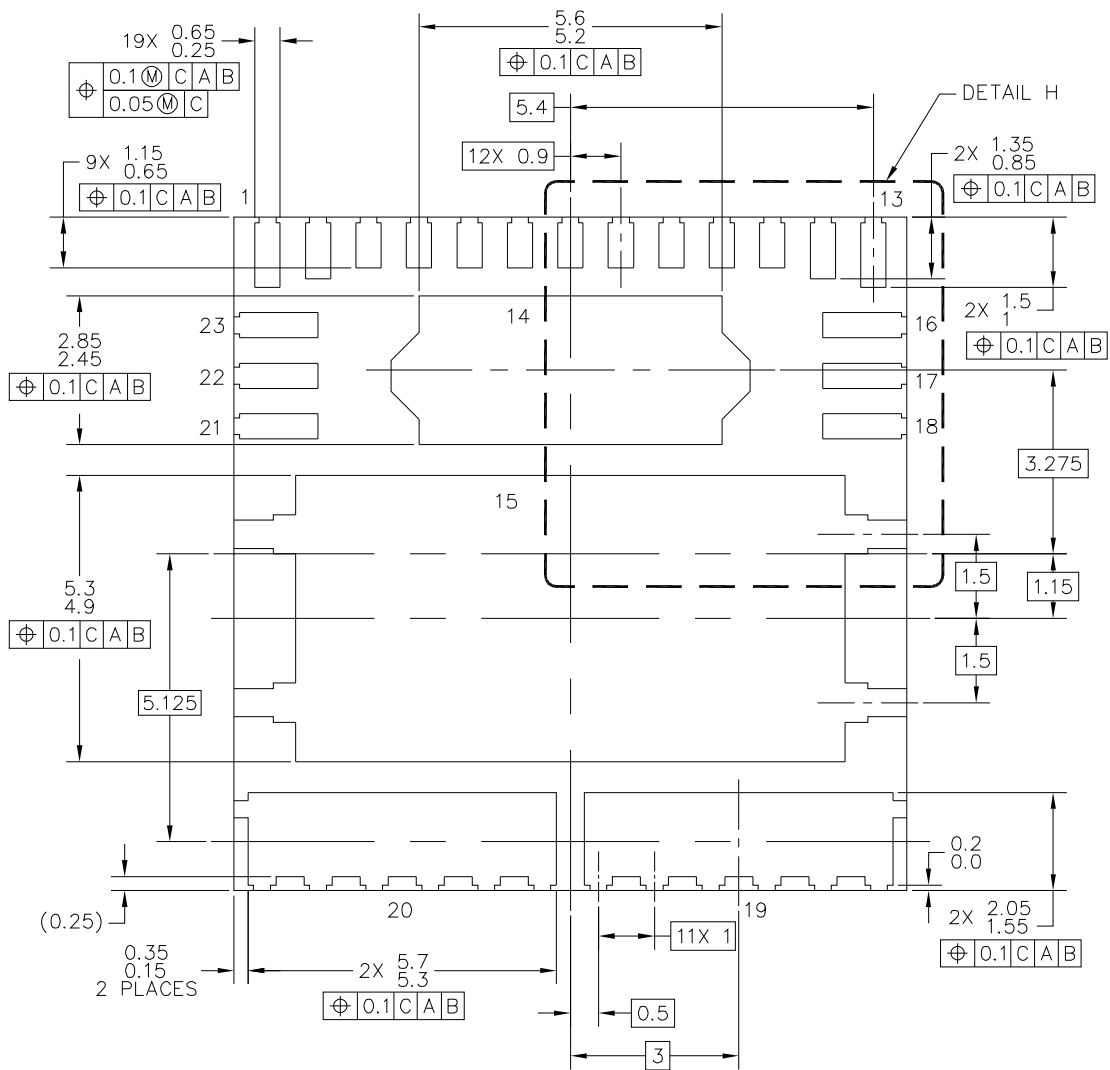 5.6
5.2
⌖ 0.1 C A B
19X 0.65
0.25
⌖ 0.1 Ⓜ C A B
0.05 Ⓜ C
5.4
DETAIL H
12X 0.9
9X 1.15
0.65
⌖ 0.1 C A B
2X 1.35
0.85
⌖ 0.1 C A B
1
13
2X 1.5
1
⌖ 0.1 C A B
14
23
16
2.85
2.45
⌖ 0.1 C A B
22
17
21
18
3.275
15
1.5
1.15
5.3
4.9
⌖ 0.1 C A B
1.5
5.125
0.2
0.0
(0.25)
20
19
2X 2.05
1.55
⌖ 0.1 C A B
11X 1
0.35
0.15
2 PLACES
2X 5.7
5.3
⌖ 0.1 C A B
0.5
3